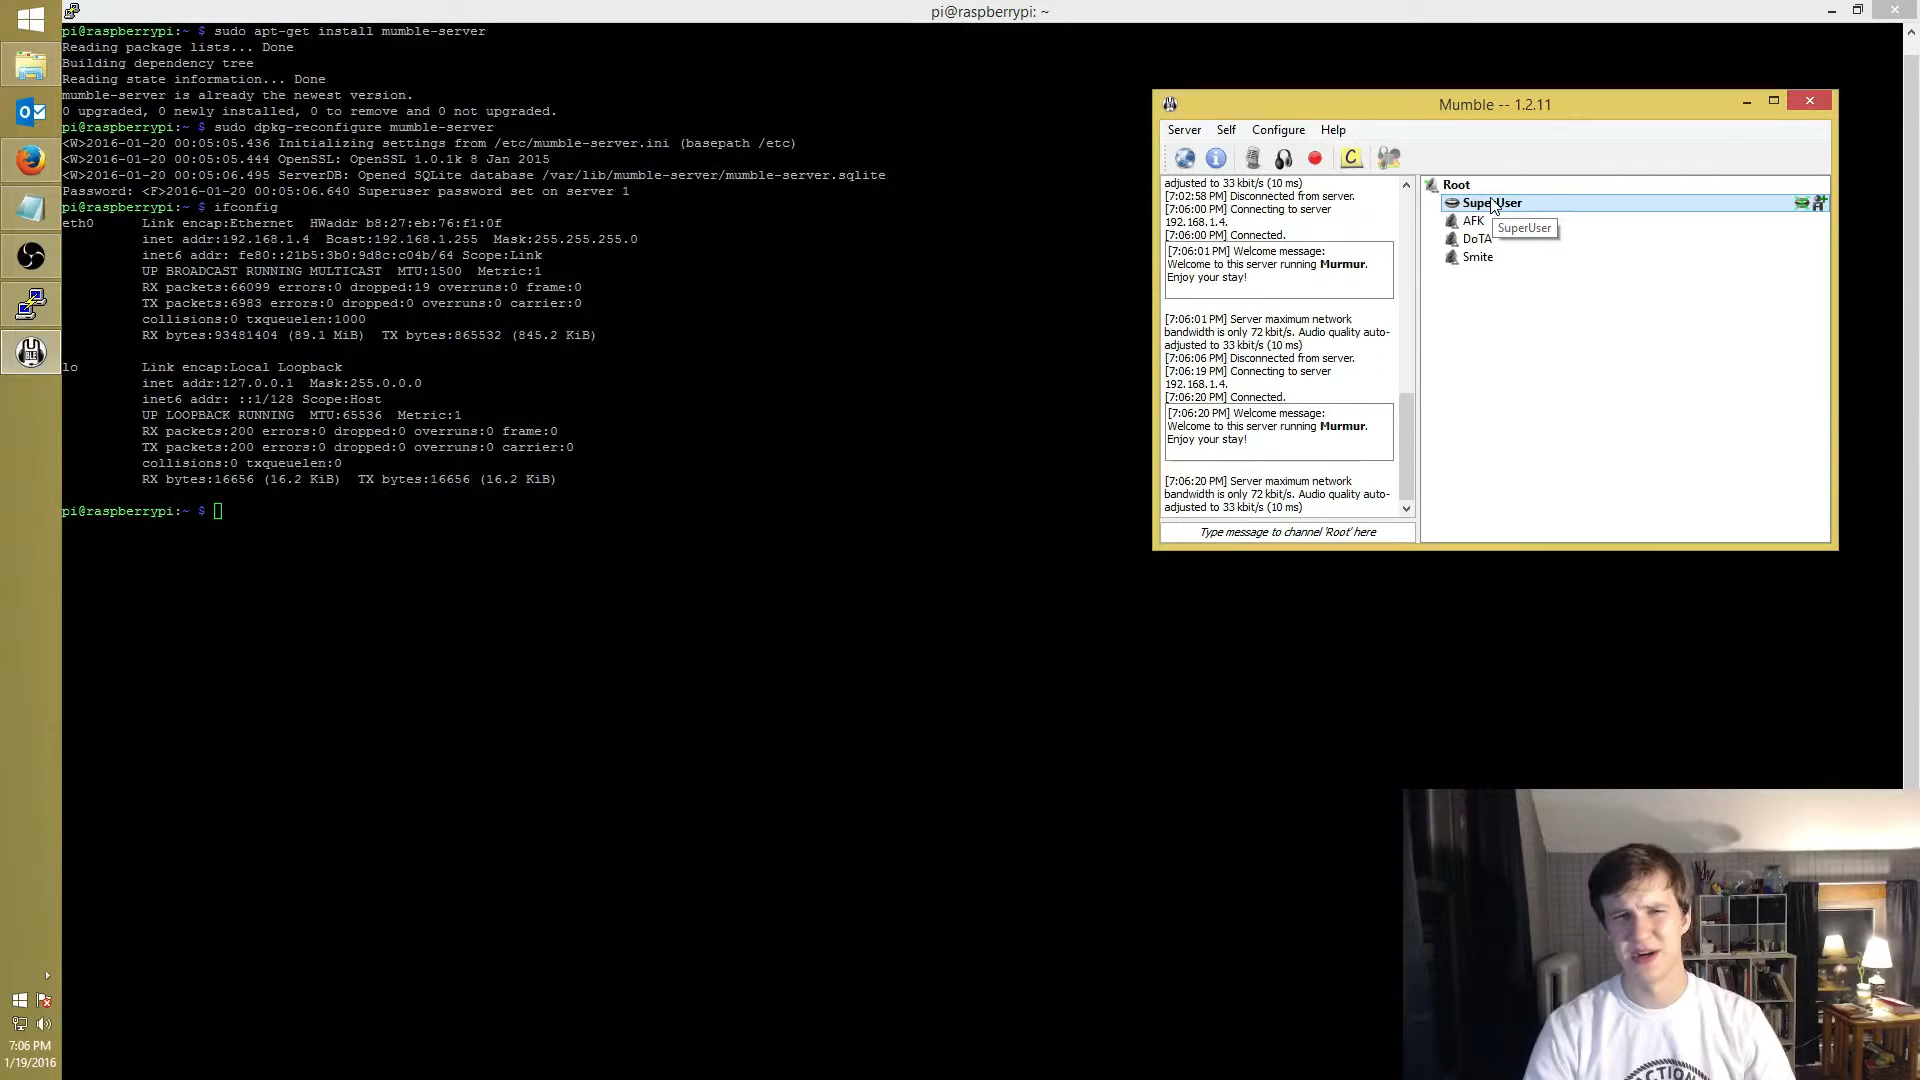 pi@raspberrypi: ~
pi@raspberrypi:~ $ sudo apt-get install mumble-server
Reading package lists... Done
Building dependency tree
Reading state information... Done
mumble-server is already the newest version.
0 upgraded, 0 newly installed, 0 to remove and 0 not upgraded.
pi@raspberrypi:~ $ sudo dpkg-reconfigure mumble-server
<W>2016-01-20 00:05:05.436 Initializing settings from /etc/mumble-server.ini (basepath /etc)
<W>2016-01-20 00:05:05.444 OpenSSL: OpenSSL 1.0.1k 8 Jan 2015
<W>2016-01-20 00:05:06.495 ServerDB: Opened SQLite database /var/lib/mumble-server/mumble-server.sqlite
Password: <F>2016-01-20 00:05:06.640 Superuser password set on server 1
pi@raspberrypi:~ $ ifconfig
eth0 Link encap:Ethernet HWaddr b8:27:eb:76:f1:0f
inet addr:192.168.1.4 Bcast:192.168.1.255 Mask:255.255.255.0
inet6 addr: fe80::21b5:3b0:9d8c:c04b/64 Scope:Link
UP BROADCAST RUNNING MULTICAST MTU:1500 Metric:1
RX packets:66099 errors:0 dropped:19 overruns:0 frame:0
TX packets:6983 errors:0 dropped:0 overruns:0 carrier:0
collisions:0 txqueuelen:1000
RX bytes:93481404 (89.1 MiB) TX bytes:865532 (845.2 KiB)
lo Link encap:Local Loopback
inet addr:127.0.0.1 Mask:255.0.0.0
inet6 addr: ::1/128 Scope:Host
UP LOOPBACK RUNNING MTU:65536 Metric:1
RX packets:200 errors:0 dropped:0 overruns:0 frame:0
TX packets:200 errors:0 dropped:0 overruns:0 carrier:0
collisions:0 txqueuelen:0
RX bytes:16656 (16.2 KiB) TX bytes:16656 (16.2 KiB)
pi@raspberrypi:~ $
Mumble -- 1.2.11
Server Self Configure Help
adjusted to 33 kbit/s (10 ms)
[7:02:58 PM] Disconnected from server.
[7:06:00 PM] Connecting to server
192.168.1.4.
[7:06:00 PM] Connected.
[7:06:01 PM] Welcome message:
Welcome to this server running Murmur.
Enjoy your stay!
[7:06:01 PM] Server maximum network
bandwidth is only 72 kbit/s. Audio quality auto-
adjusted to 33 kbit/s (10 ms)
[7:06:06 PM] Disconnected from server.
[7:06:19 PM] Connecting to server
192.168.1.4.
[7:06:20 PM] Connected.
[7:06:20 PM] Welcome message:
Welcome to this server running Murmur.
Enjoy your stay!
[7:06:20 PM] Server maximum network
bandwidth is only 72 kbit/s. Audio quality auto-
adjusted to 33 kbit/s (10 ms)
Type message to channel 'Root' here
Root
SuperUser
AFK
SuperUser
DoTA
Smite
7:06 PM
1/19/2016